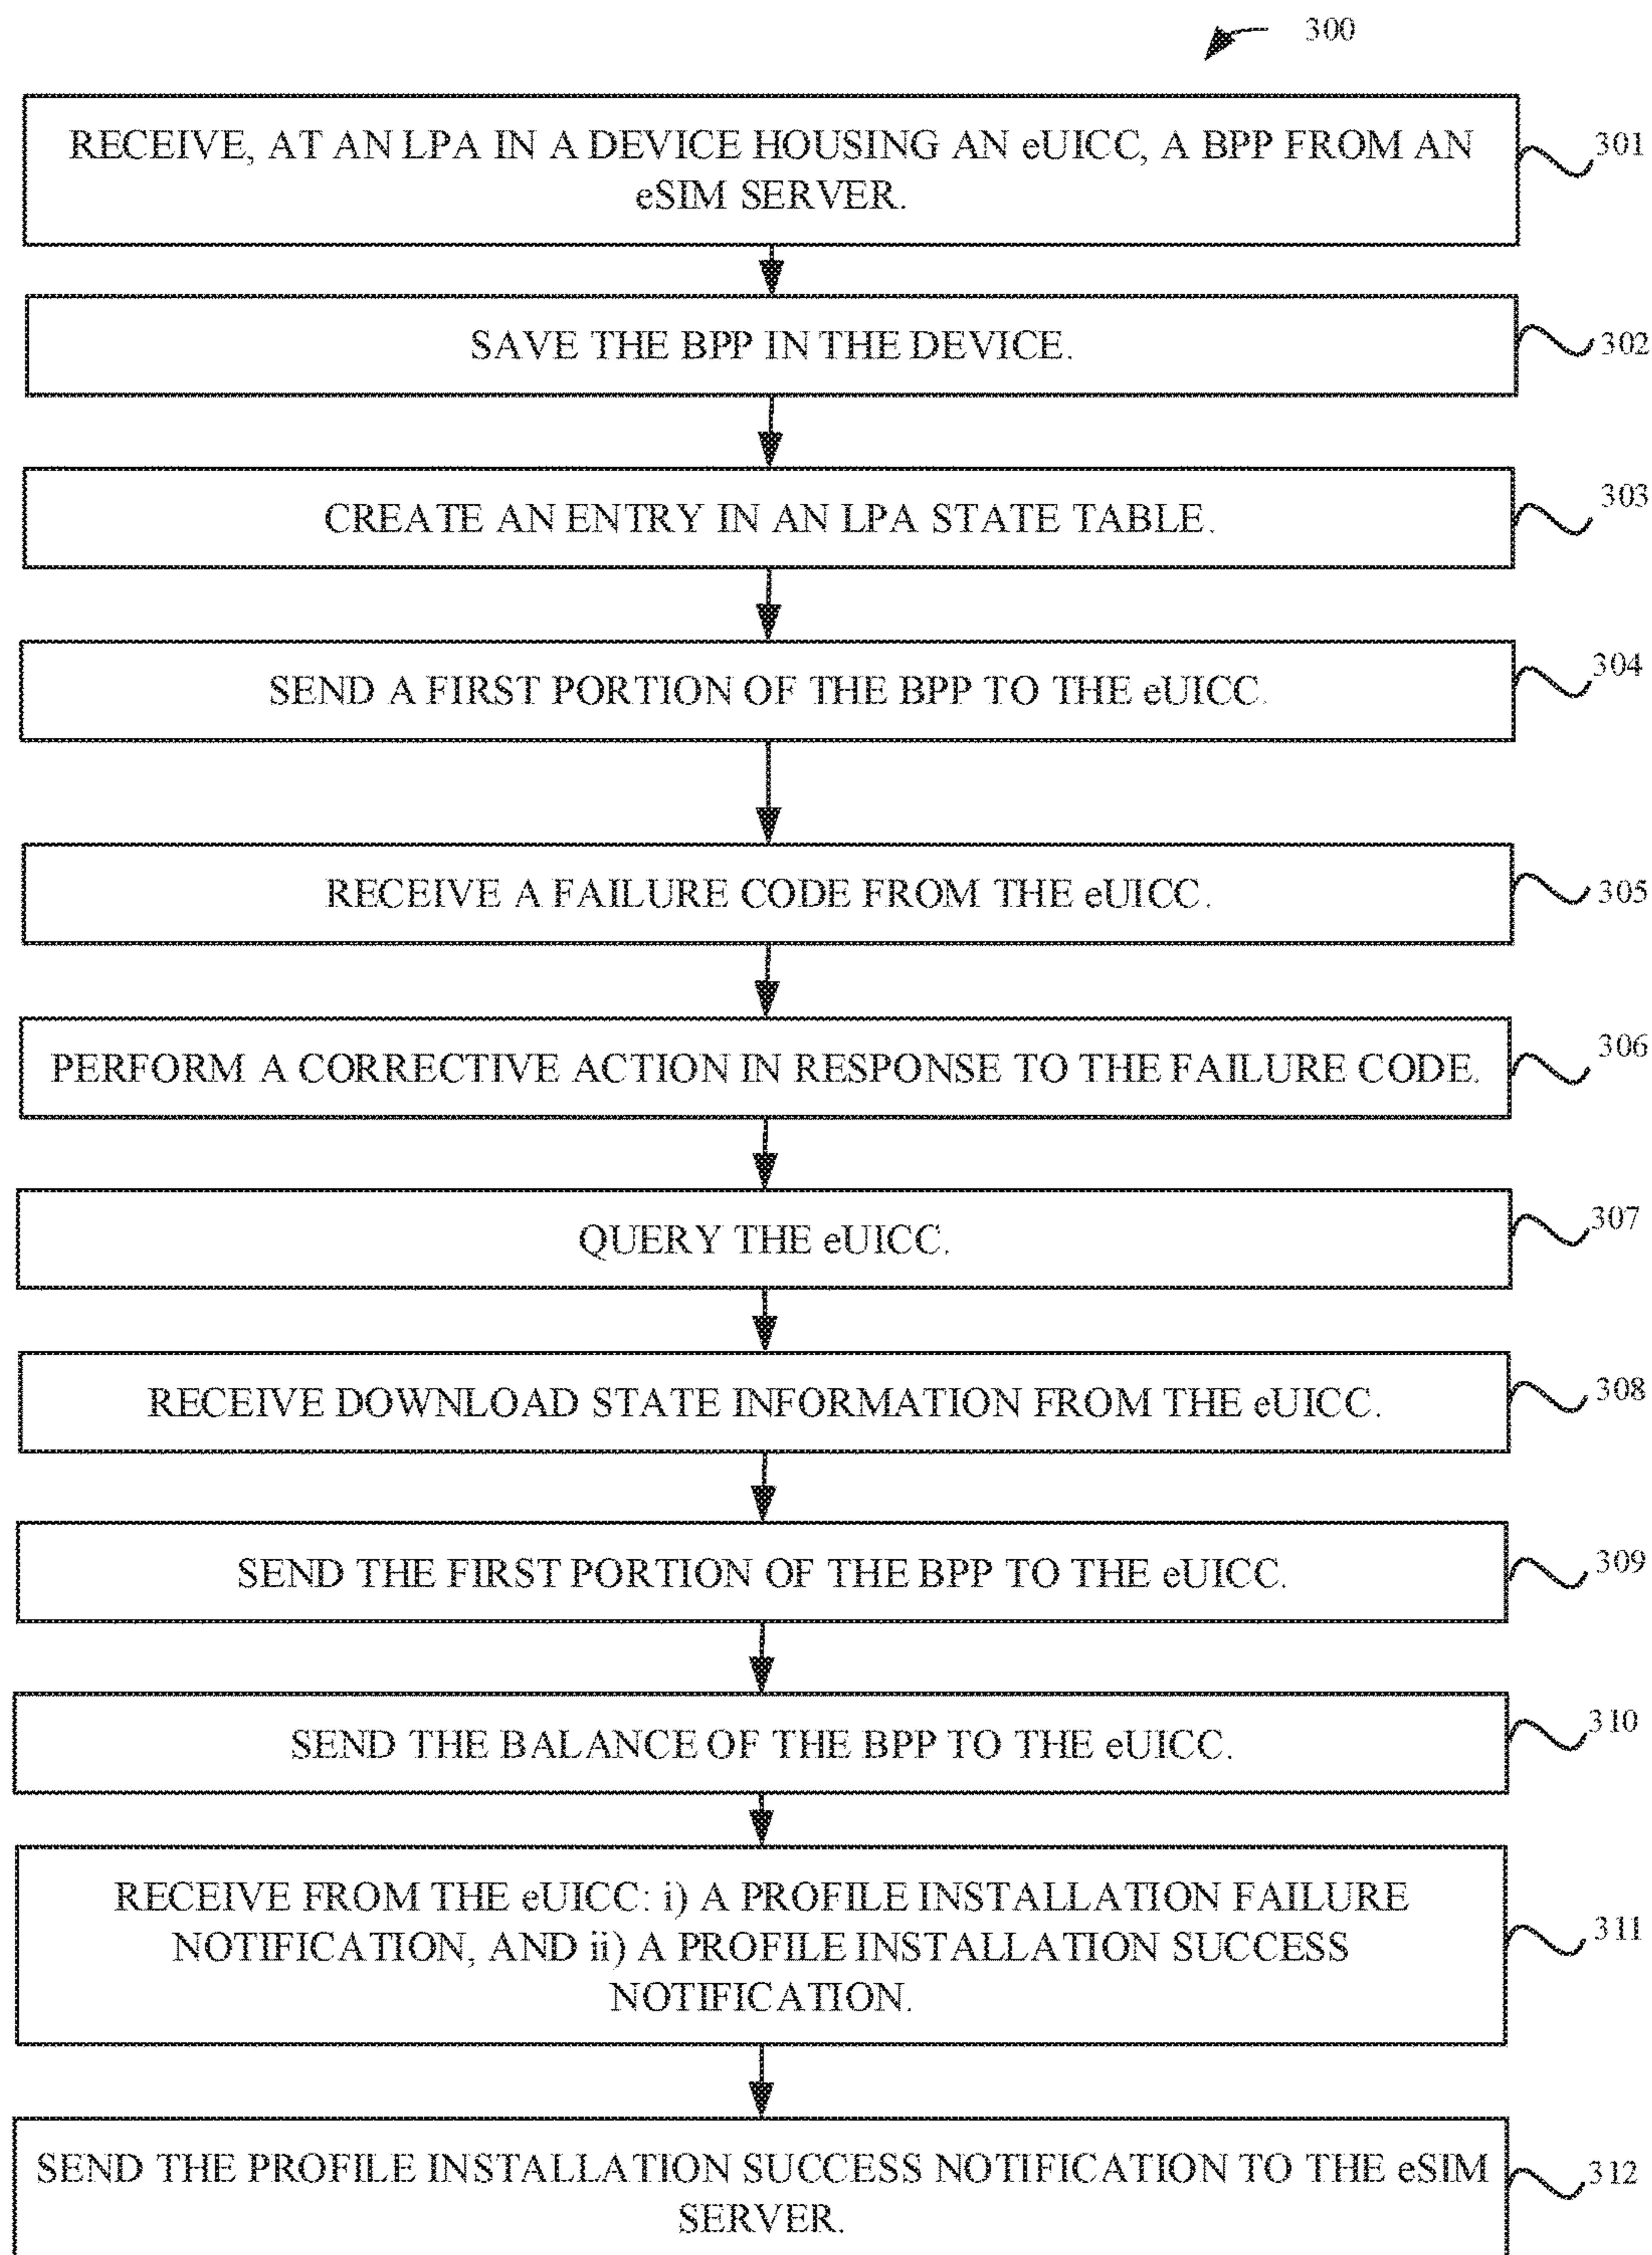 300
RECEIVE, AT AN LPA IN A DEVICE HOUSING AN eUICC, A BPP FROM AN
eSIM SERVER.
301
SAVE THE BPP IN THE DEVICE.
302
CREATE AN ENTRY IN AN LPA STATE TABLE.
303
SEND A FIRST PORTION OF THE BPP TO THE eUICC.
304
RECEIVE A FAILURE CODE FROM THE eUICC.
305
PERFORM A CORRECTIVE ACTION IN RESPONSE TO THE FAILURE CODE.
306
QUERY THE eUICC.
307
RECEIVE DOWNLOAD STATE INFORMATION FROM THE eUICC.
308
SEND THE FIRST PORTION OF THE BPP TO THE eUICC.
309
SEND THE BALANCE OF THE BPP TO THE eUICC.
310
RECEIVE FROM THE eUICC: i) A PROFILE INSTALLATION FAILURE
NOTIFICATION, AND ii) A PROFILE INSTALLATION SUCCESS
NOTIFICATION.
311
SEND THE PROFILE INSTALLATION SUCCESS NOTIFICATION TO THE eSIM
SERVER.
312